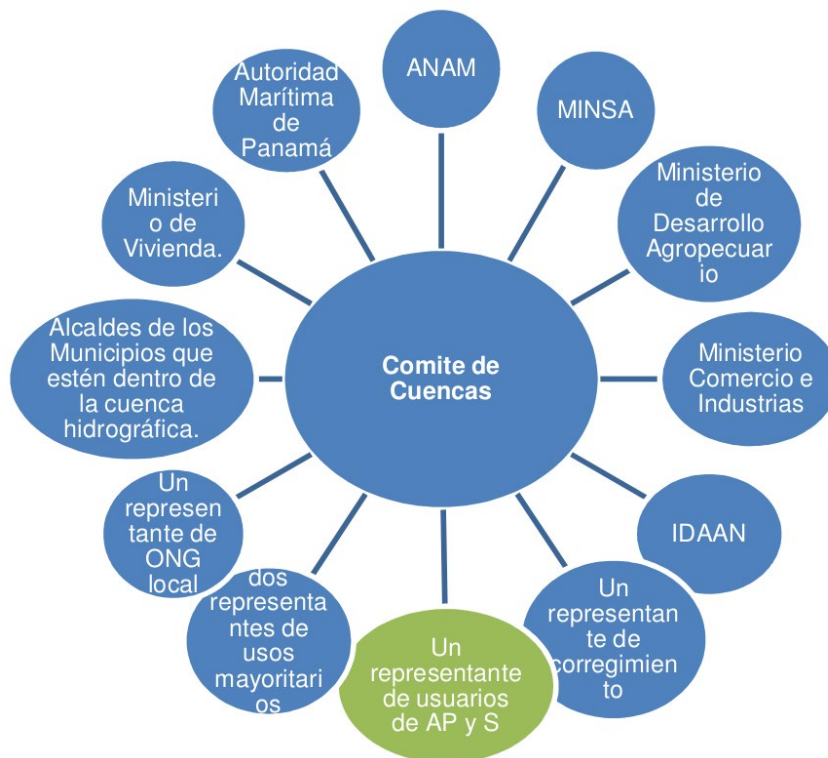 ANAM
MINSA
Ministerio
de
Desarrollo
Agropecuar
io
Ministerio
Comercio e
Industrias
IDAAN
Un
representan
te de
corregimien
to
Un
representante
de usuarios
de AP y S
dos
representa
ntes de
usos
mayoritari
os
Un
represen
tante de
ONG
local
Alcaldes de los
Municipios que
estén dentro de
la cuenca
hidrográfica.
Ministeri
o de
Vivienda.
Autoridad
Marítima
de
Panamá
Comite de
Cuencas